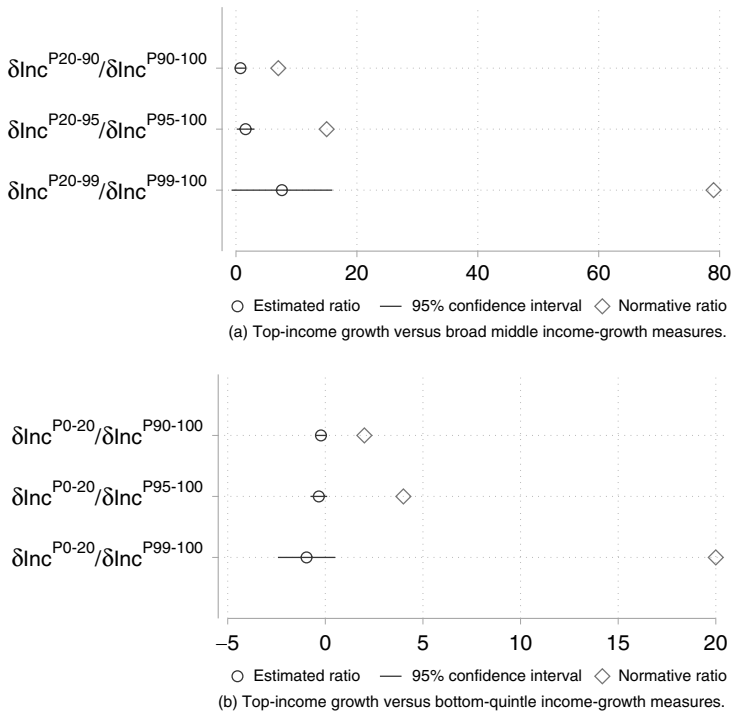 δInc^P20-90/δInc^P90-100
δInc^P20-95/δInc^P95-100
δInc^P20-99/δInc^P99-100
0 20 40 60 80
Estimated ratio 95% confidence interval Normative ratio
(a) Top-income growth versus broad middle income-growth measures.
δInc^P0-20/δInc^P90-100
δInc^P0-20/δInc^P95-100
δInc^P0-20/δInc^P99-100
−5 0 5 10 15 20
Estimated ratio 95% confidence interval Normative ratio
(b) Top-income growth versus bottom-quintle income-growth measures.